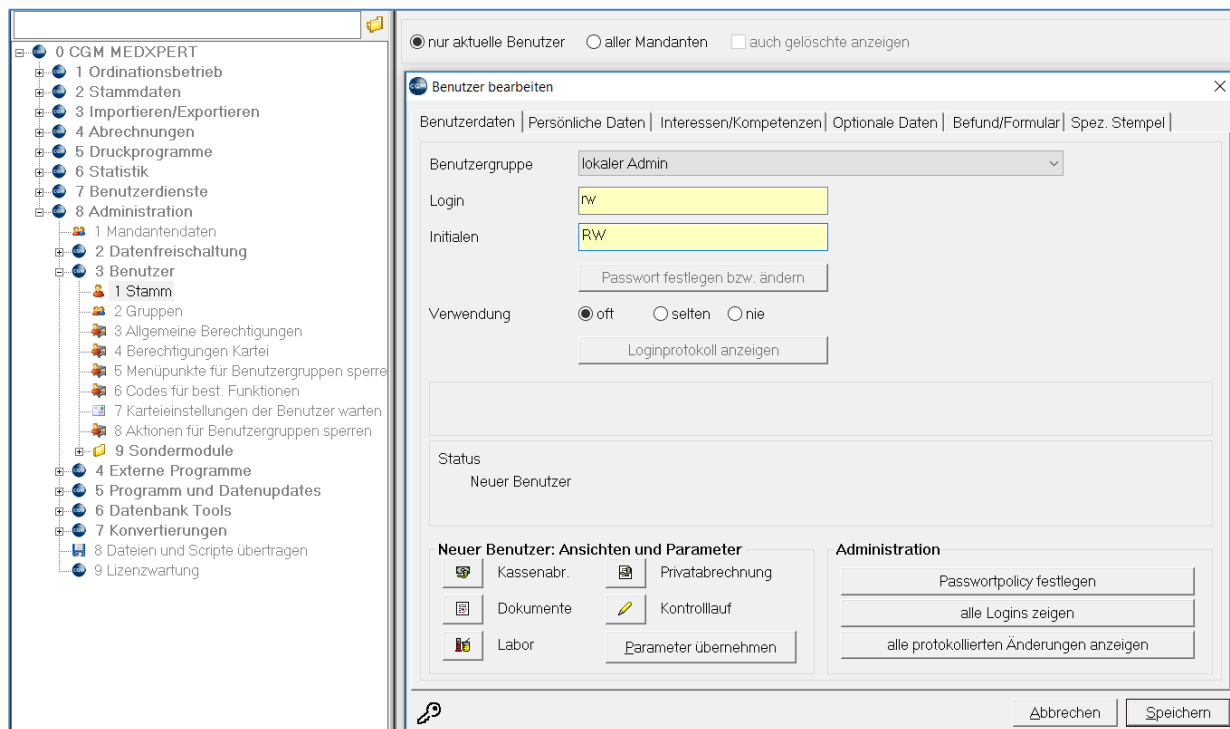 0 CGM MEDXPERT
1 Ordinationsbetrieb
2 Stammdaten
3 Importieren/Exportieren
4 Abrechnungen
5 Druckprogramme
6 Statistik
7 Benutzerdienste
8 Administration
1 Mandantendaten
2 Datenfreischaltung
3 Benutzer
1 Stamm
2 Gruppen
3 Allgemeine Berechtigungen
4 Berechtigungen Kartei
5 Menüpunkte für Benutzergruppen sperre
6 Codes für best. Funktionen
7 Karteieinstellungen der Benutzer warten
8 Aktionen für Benutzergruppen sperren
9 Sondermodule
4 Externe Programme
5 Programm und Datenupdates
6 Datenbank Tools
7 Konvertierungen
8 Dateien und Scripte übertragen
9 Lizenzwartung
nur aktuelle Benutzer aller Mandanten auch gelöschte anzeigen
CGM Benutzer bearbeiten
Benutzerdaten Persönliche Daten Interessen/Kompetenzen Optionale Daten Befund/Formular Spez. Stempel
Benutzergruppe lokaler Admin
Login rw
Initialen RW
Passwort festlegen bzw. ändern
Verwendung oft selten nie
Loginprotokoll anzeigen
Status
Neuer Benutzer
Neuer Benutzer: Ansichten und Parameter
Kassenabr. Privatabrechnung
Dokumente Kontrolllauf
Labor Parameter übernehmen
Administration
Passwortpolicy festlegen
alle Logins zeigen
alle protokollierten Änderungen anzeigen
Abbrechen Speichern